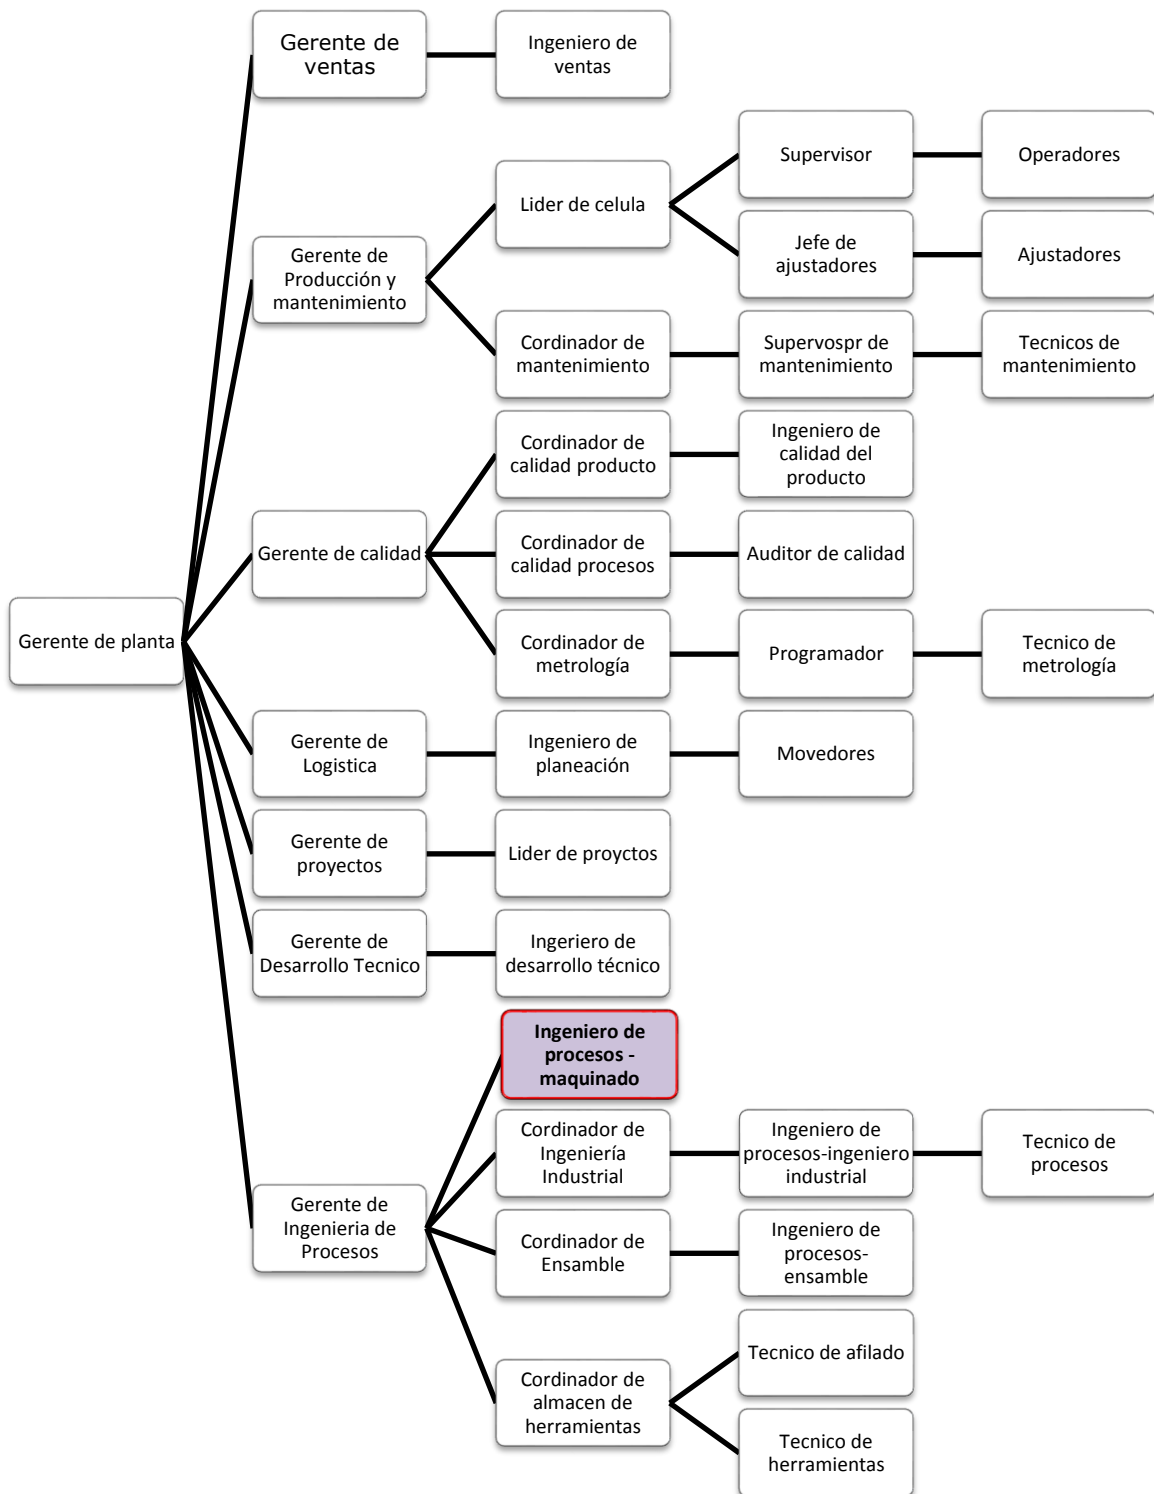 Gerente de
ventas
Ingeniero de
ventas
Supervisor
Operadores
Lider de celula
Jefe de
ajustadores
Ajustadores
Gerente de
Producción y
mantenimiento
Cordinador de
mantenimiento
Supervospr de
mantenimiento
Tecnicos de
mantenimiento
Cordinador de
calidad producto
Ingeniero de
calidad del
producto
Gerente de calidad
Cordinador de
calidad procesos
Auditor de calidad
Gerente de planta
Cordinador de
metrología
Programador
Tecnico de
metrología
Gerente de
Logistica
Ingeniero de
planeación
Movedores
Gerente de
proyectos
Lider de proyctos
Gerente de
Desarrollo Tecnico
Ingeriero de
desarrollo técnico
Ingeniero de
procesos -
maquinado
Cordinador de
Ingeniería
Industrial
Ingeniero de
procesos-ingeniero
industrial
Tecnico de
procesos
Gerente de
Ingenieria de
Procesos
Cordinador de
Ensamble
Ingeniero de
procesos-
ensamble
Tecnico de afilado
Cordinador de
almacen de
herramientas
Tecnico de
herramientas